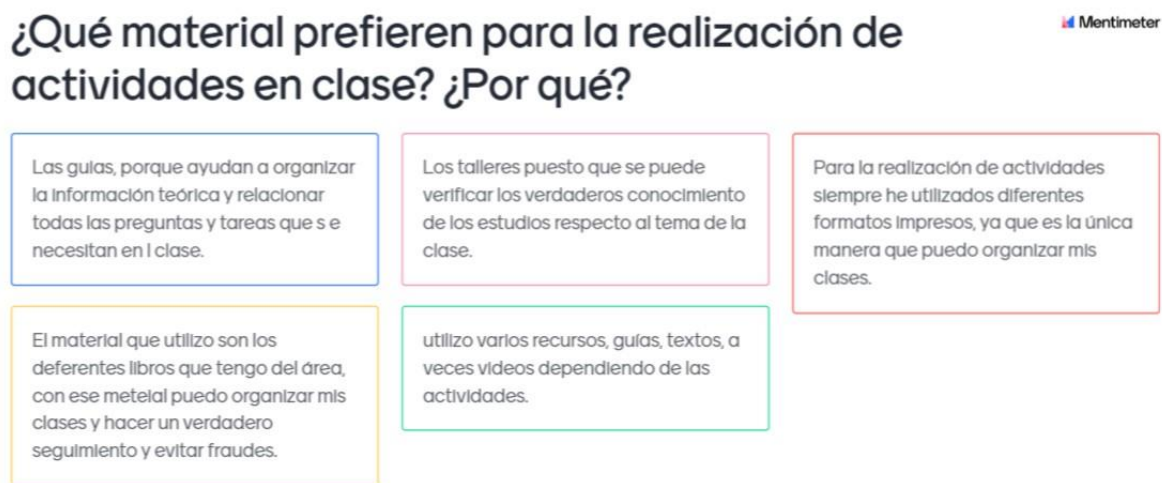 ¿Qué material prefieren para la realización de
actividades en clase? ¿Por qué?
Mentimeter
Las guías, porque ayudan a organizar
la información teórica y relacionar
todas las preguntas y tareas que s e
necesitan en l clase.
Los talleres puesto que se puede
verificar los verdaderos conocimiento
de los estudios respecto al tema de la
clase.
Para la realización de actividades
siempre he utilizados diferentes
formatos impresos, ya que es la única
manera que puedo organizar mis
clases.
El material que utilizo son los
deferentes libros que tengo del área,
con ese meteial puedo organizar mis
clases y hacer un verdadero
seguimiento y evitar fraudes.
utilizo varios recursos, guías, textos, a
veces videos dependiendo de las
actividades.